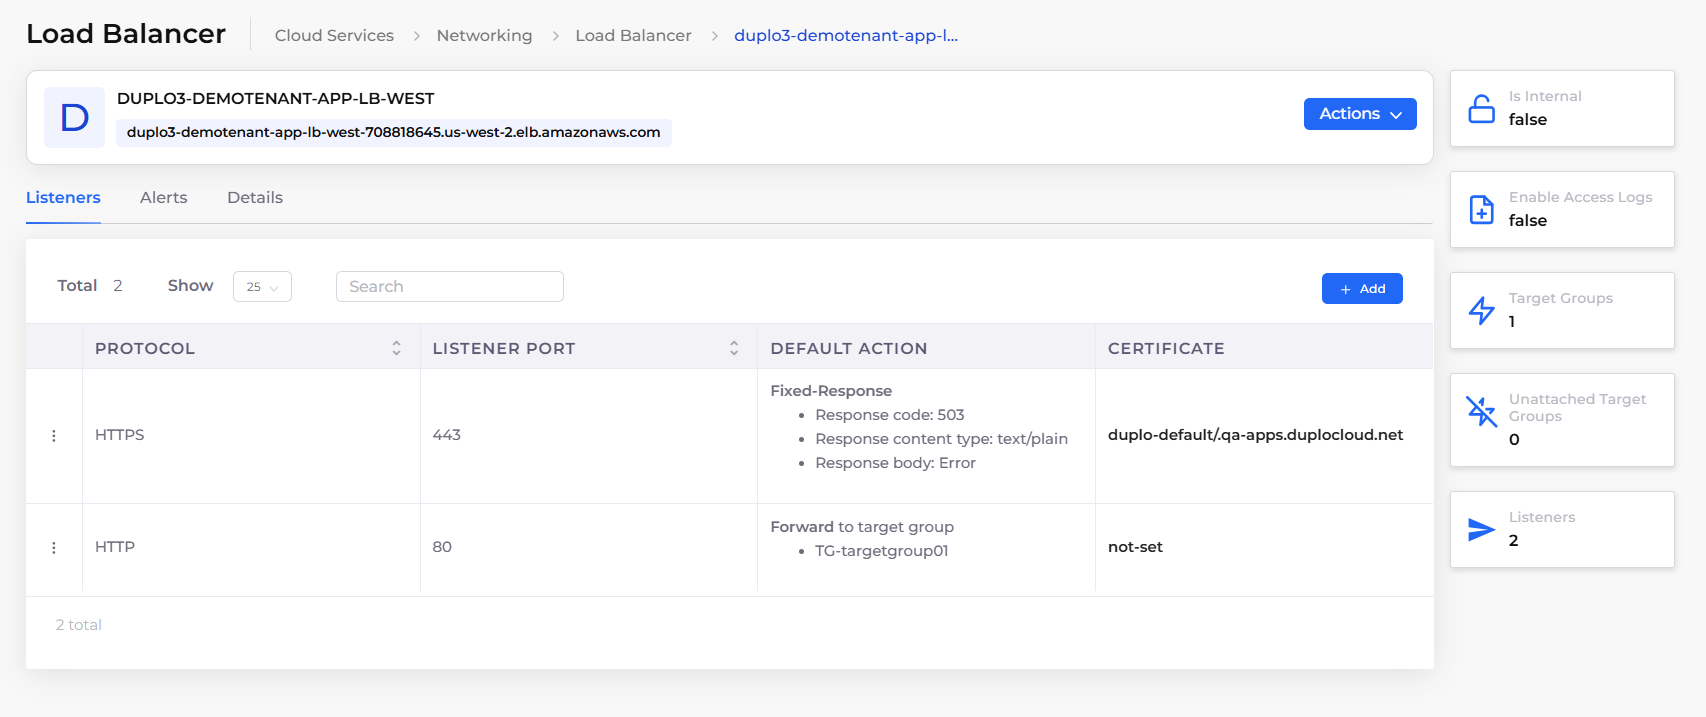 Load Balancer
Cloud Services > Networking > Load Balancer > duplo3-demotenant-app-l...
D
DUPLO3-DEMOTENANT-APP-LB-WEST
duplo3-demotenant-app-lb-west-708818645.us-west-2.elb.amazonaws.com
Actions
Listeners Alerts Details
Total 2 Show 25 Search + Add
PROTOCOL LISTENER PORT DEFAULT ACTION CERTIFICATE
HTTPS 443 Fixed-Response
• Response code: 503
• Response content type: text/plain
• Response body: Error
duplo-default/.qa-apps.duplocloud.net
HTTP 80 Forward to target group
• TG-targetgroup01
not-set
2 total
Is Internal
false
Enable Access Logs
false
Target Groups
1
Unattached Target
Groups
0
Listeners
2